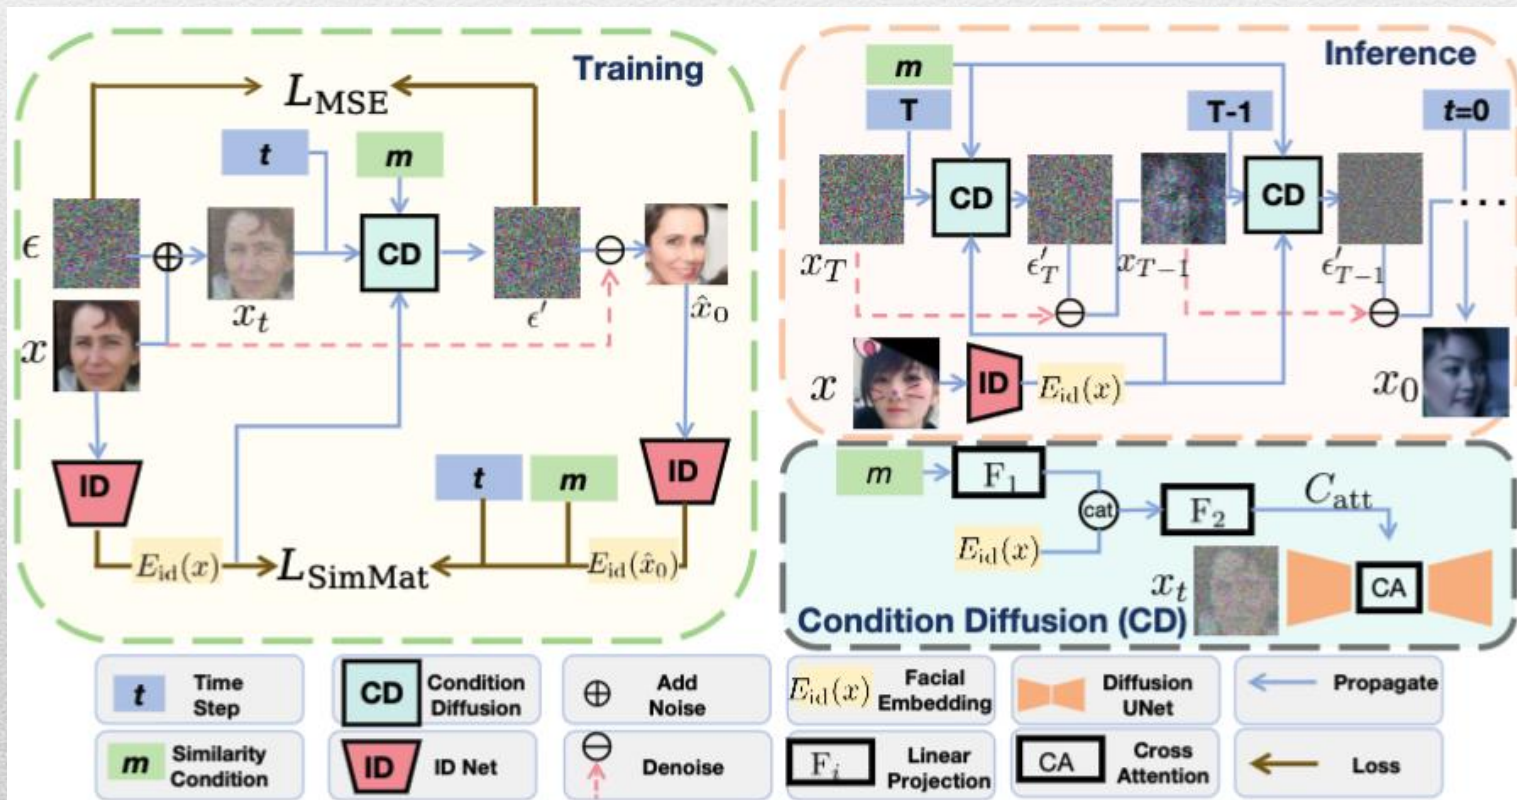 Training
L_MSE
t
m
ϵ
CD
x_t
ϵ′
x̂_0
x
ID
t
m
ID
E_id(x)
L_SimMat
E_id(x̂_0)
Inference
m
T
T-1
t=0
CD
CD
...
x_T
ϵ′_T
x_{T−1}
ϵ′_{T−1}
x
ID
E_id(x)
x_0
m
F_1
cat
F_2
C_att
E_id(x)
x_t
CA
Condition Diffusion (CD)
t
Time
Step
CD
Condition
Diffusion
Add
Noise
E_id(x)
Facial
Embedding
Diffusion
UNet
Propagate
m
Similarity
Condition
ID
ID Net
Denoise
F_i
Linear
Projection
CA
Cross
Attention
Loss